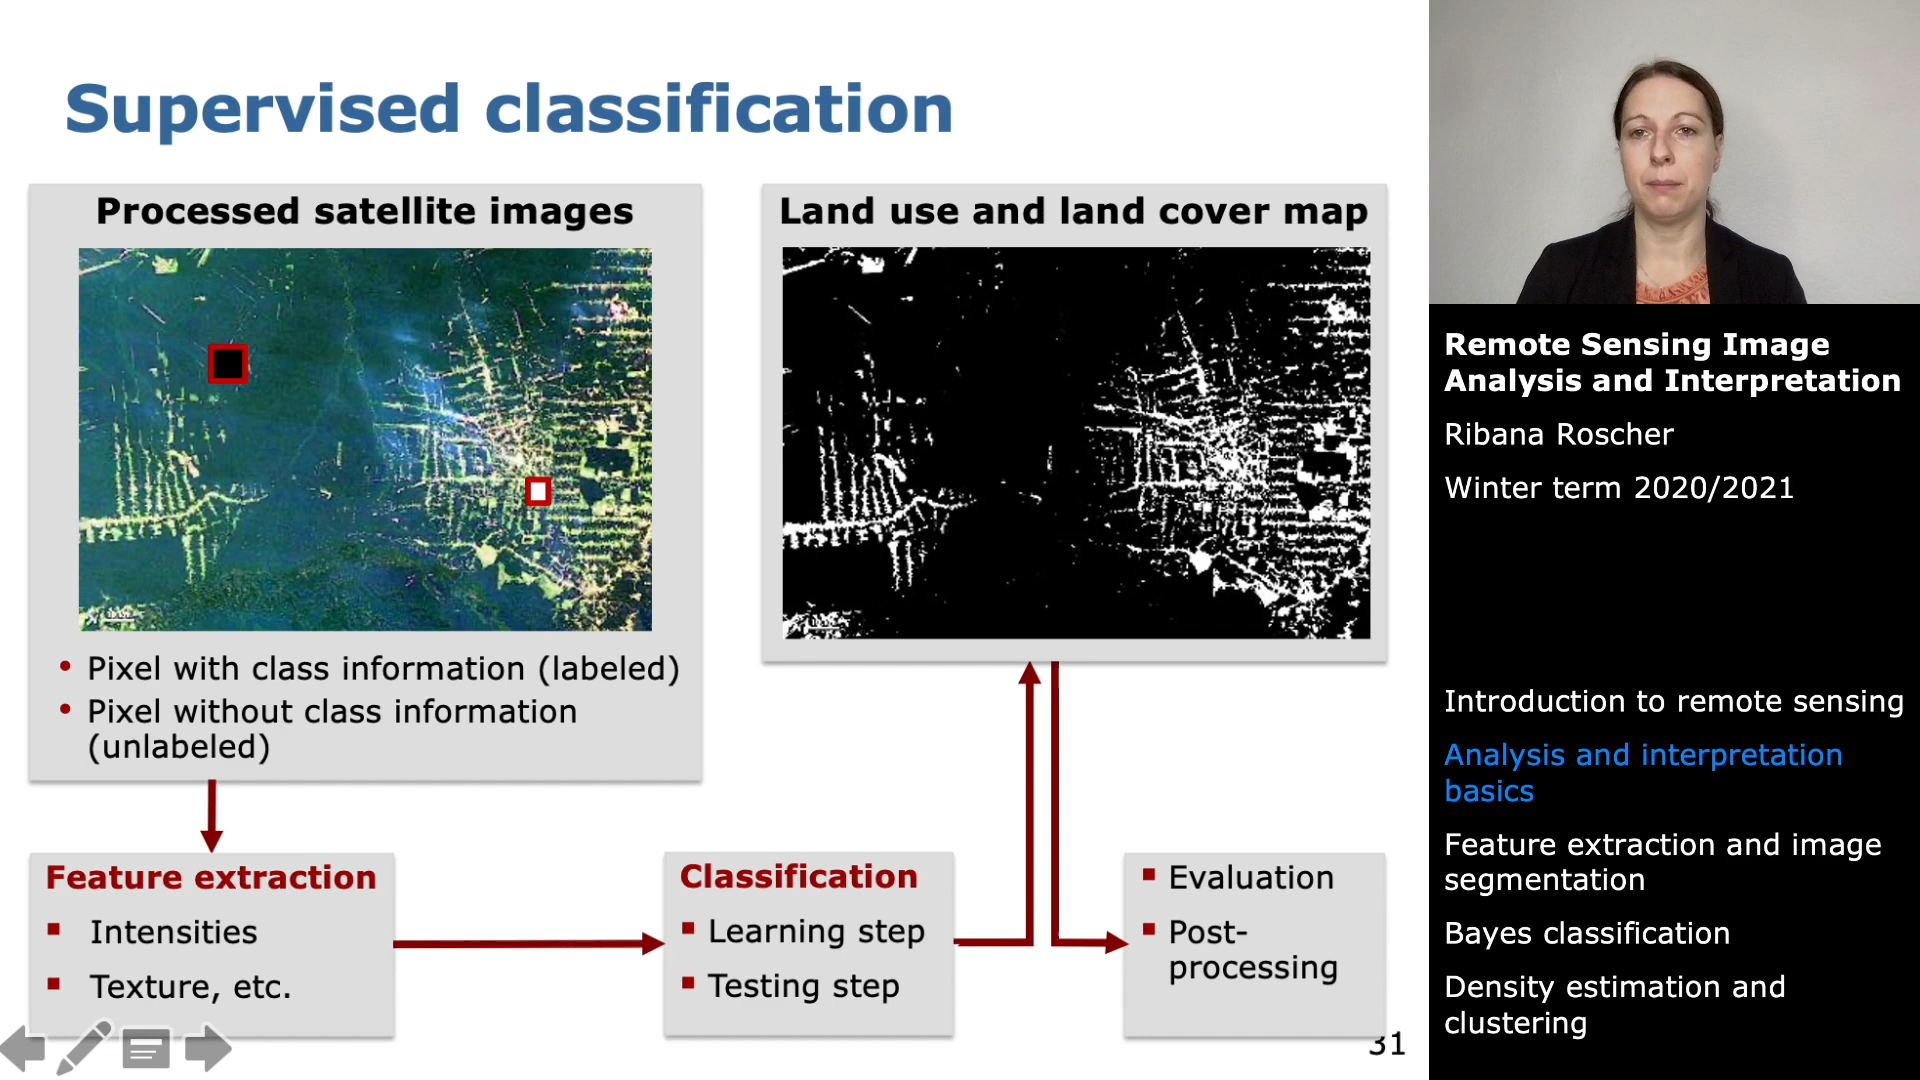 Supervised classification
Processed satellite images
• Pixel with class information (labeled)
• Pixel without class information
(unlabeled)
Land use and land cover map
Feature extraction
▪ Intensities
▪ Texture, etc.
Classification
▪ Learning step
▪ Testing step
▪ Evaluation
▪ Post-
processing
31
Remote Sensing Image
Analysis and Interpretation
Ribana Roscher
Winter term 2020/2021
Introduction to remote sensing
Analysis and interpretation
basics
Feature extraction and image
segmentation
Bayes classification
Density estimation and
clustering